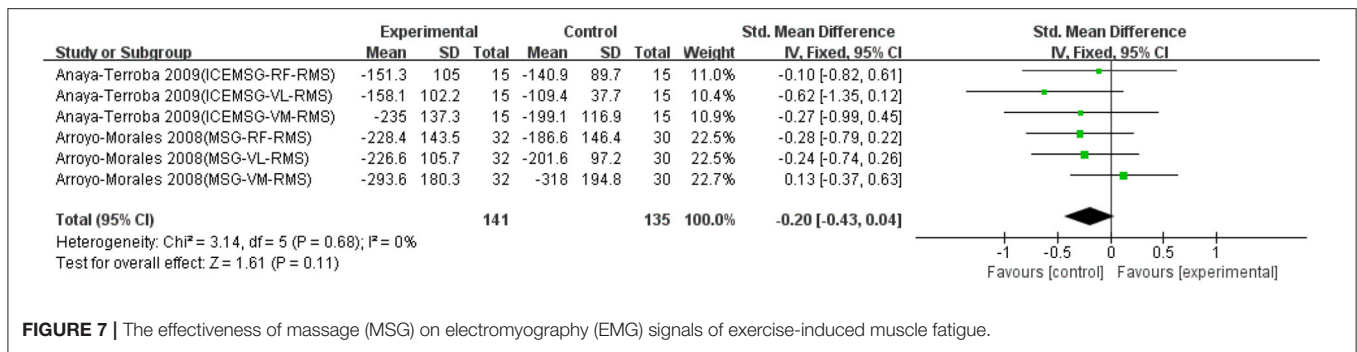 Experimental Control Std. Mean Difference Std. Mean Difference
Study or Subgroup Mean SD Total Mean SD Total Weight IV, Fixed, 95% CI IV, Fixed, 95% CI
Anaya-Terroba 2009(ICEMSG-RF-RMS) -151.3 105 15 -140.9 89.7 15 11.0% -0.10 [-0.82, 0.61]
Anaya-Terroba 2009(ICEMSG-VL-RMS) -158.1 102.2 15 -109.4 37.7 15 10.4% -0.62 [-1.35, 0.12]
Anaya-Terroba 2009(ICEMSG-VM-RMS) -235 137.3 15 -199.1 116.9 15 10.9% -0.27 [-0.99, 0.45]
Arroyo-Morales 2008(MSG-RF-RMS) -228.4 143.5 32 -186.6 146.4 30 22.5% -0.28 [-0.79, 0.22]
Arroyo-Morales 2008(MSG-VL-RMS) -226.6 105.7 32 -201.6 97.2 30 22.5% -0.24 [-0.74, 0.26]
Arroyo-Morales 2008(MSG-VM-RMS) -293.6 180.3 32 -318 194.8 30 22.7% 0.13 [-0.37, 0.63]
Total (95% CI) 141 135 100.0% -0.20 [-0.43, 0.04]
Heterogeneity: Chi² = 3.14, df = 5 (P = 0.68); I² = 0%
Test for overall effect: Z = 1.61 (P = 0.11)
-1 -0.5 0 0.5 1
Favours [control] Favours [experimental]
FIGURE 7 | The effectiveness of massage (MSG) on electromyography (EMG) signals of exercise-induced muscle fatigue.